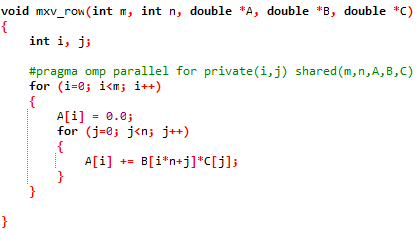 void mxv_row(int m, int n, double *A, double *B, double *C)
{
    int i, j;
    #pragma omp parallel for private(i,j) shared(m,n,A,B,C)
    for (i=0; i<m; i++)
    {
        A[i] = 0.0;
        for (j=0; j<n; j++)
        {
            A[i] += B[i*n+j]*C[j];
        }
    }
}